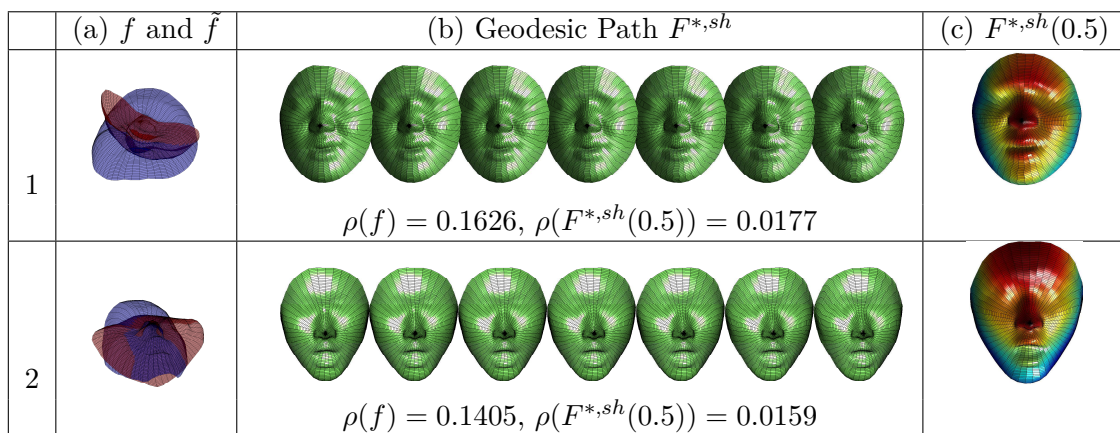 (a) f and f̃ (b) Geodesic Path F^{*,sh} (c) F^{*,sh}(0.5)
1
ρ(f) = 0.1626, ρ(F^{*,sh}(0.5)) = 0.0177
2
ρ(f) = 0.1405, ρ(F^{*,sh}(0.5)) = 0.0159